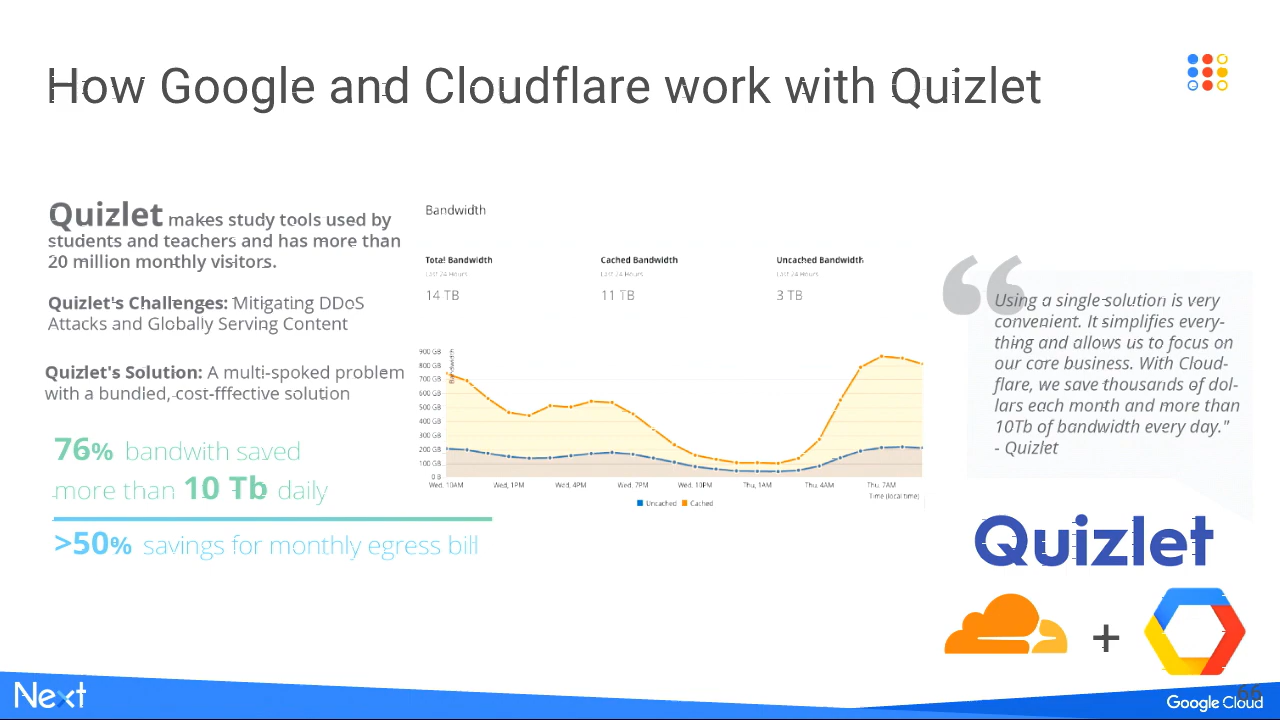 How Google and Cloudflare work with Quizlet
Quizlet makes study tools used by
students and teachers and has more than
20 million monthly visitors.
Quizlet's Challenges: Mitigating DDoS
Attacks and Globally Serving Content
Quizlet's Solution: A multi-spoked problem
with a bundled, cost-fffective solution
76% bandwith saved
more than 10 Tb daily
>50% savings for monthly egress bill
Bandwidth
Total Bandwidth
Last 24 Hours
14 TB
Cached Bandwidth
Last 24 Hours
11 TB
Uncached Bandwidth
Last 24 Hours
3 TB
Bandwidth
900 GB
800 GB
700 GB
600 GB
500 GB
400 GB
300 GB
200 GB
100 GB
0 B
Wed, 10AM Wed, 1PM Wed, 4PM Wed, 7PM Wed, 10PM Thu, 1AM Thu, 4AM Thu, 7AM
Time (local time)
Uncached Cached
“
Using a single solution is very
convenient. It simplifies every-
thing and allows us to focus on
our core business. With Cloud-
flare, we save thousands of dol-
lars each month and more than
10Tb of bandwidth every day."
- Quizlet
Quizlet
+
Next
66
Google Cloud